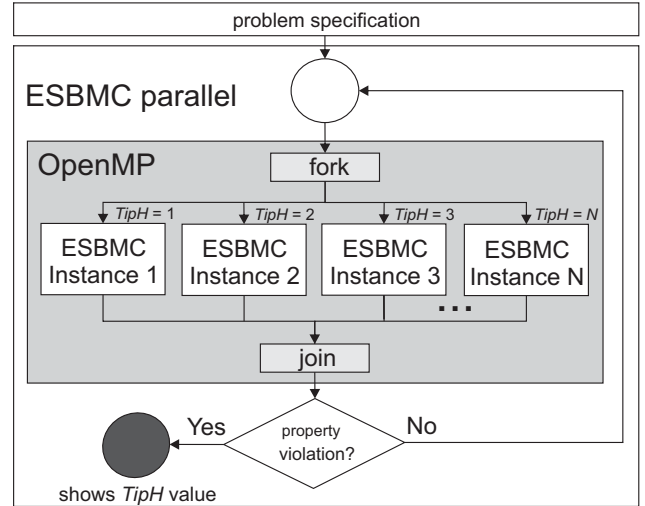 problem specification
ESBMC parallel
OpenMP
fork
TipH = 1
TipH = 2
TipH = 3
TipH = N
ESBMC
Instance 1
ESBMC
Instance 2
ESBMC
Instance 3
ESBMC
Instance N
...
join
Yes
property
violation?
No
shows TipH value